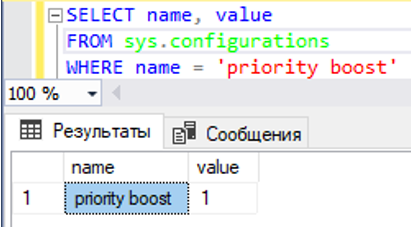 SELECT name, value
FROM sys.configurations
WHERE name = 'priority boost'
100 %
Результаты Сообщения
name value
1 priority boost 1